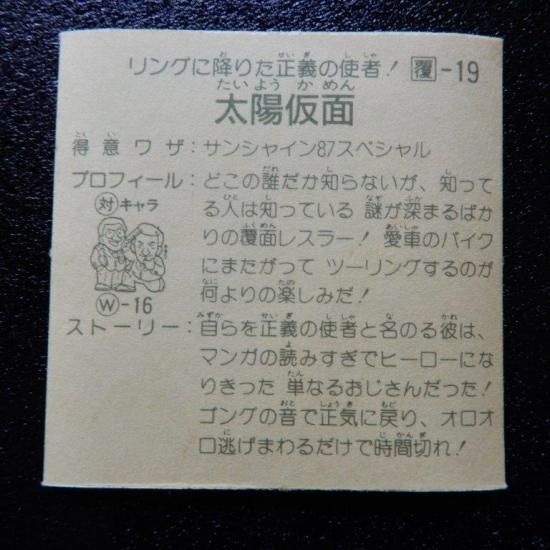 リングに降りた正義の使者! 覆-19
太陽仮面
得意ワザ:サンシャイン87スペシャル
プロフィール:どこの誰だか知らないが、知って
る人は知っている 謎が深まるばか
りの覆面レスラー! 愛車のバイク
にまたがって ツーリングするのが
何よりの楽しみだ!
対キャラ
W-16
ストーリー:自らを正義の使者と名のる彼は、
マンガの読みすぎでヒーローにな
りきった 単なるおじさんだった!
ゴングの音で正気に戻り、オロオ
ロ逃げまわるだけで時間切れ!